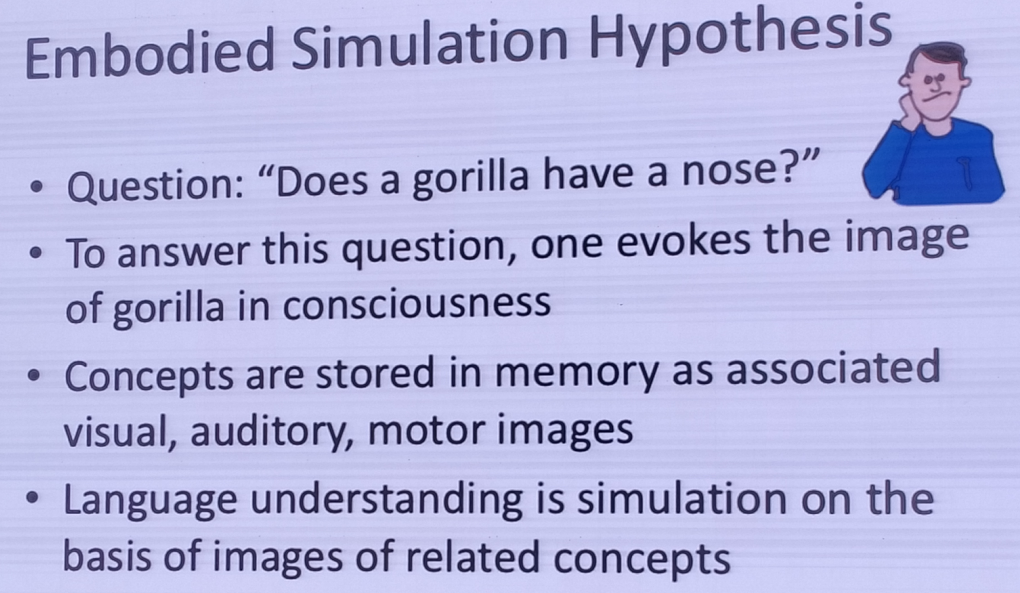 Embodied Simulation Hypothesis
• Question: “Does a gorilla have a nose?”
• To answer this question, one evokes the image
of gorilla in consciousness
• Concepts are stored in memory as associated
visual, auditory, motor images
• Language understanding is simulation on the
basis of images of related concepts